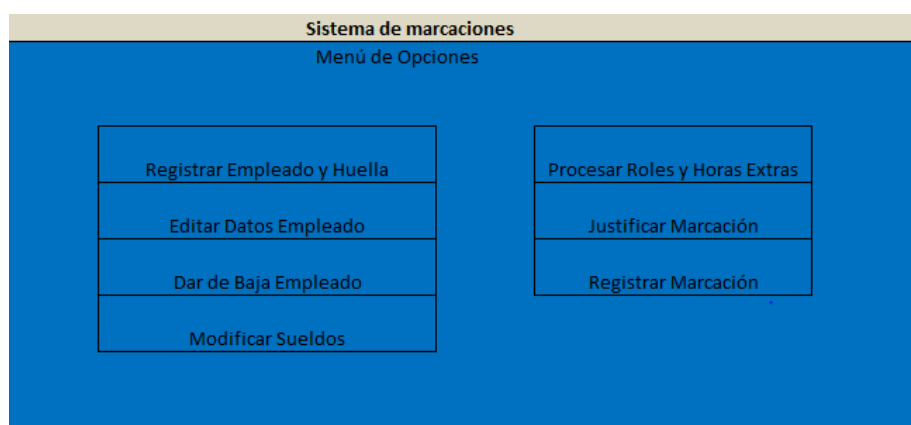 Sistema de marcaciones
Menú de Opciones
Registrar Empleado y Huella
Editar Datos Empleado
Dar de Baja Empleado
Modificar Sueldos
Procesar Roles y Horas Extras
Justificar Marcación
Registrar Marcación